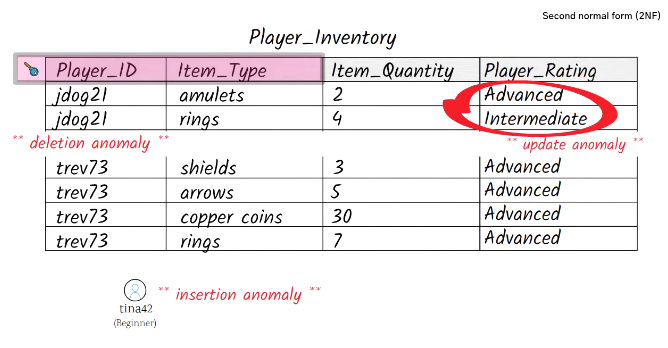 Second normal form (2NF)
Player_Inventory
Player_ID Item_Type Item_Quantity Player_Rating
jdog21 amulets 2 Advanced
jdog21 rings 4 Intermediate
** deletion anomaly ** ** update anomaly **
trev73 shields 3 Advanced
trev73 arrows 5 Advanced
trev73 copper coins 30 Advanced
trev73 rings 7 Advanced
** insertion anomaly **
tina42
(Beginner)